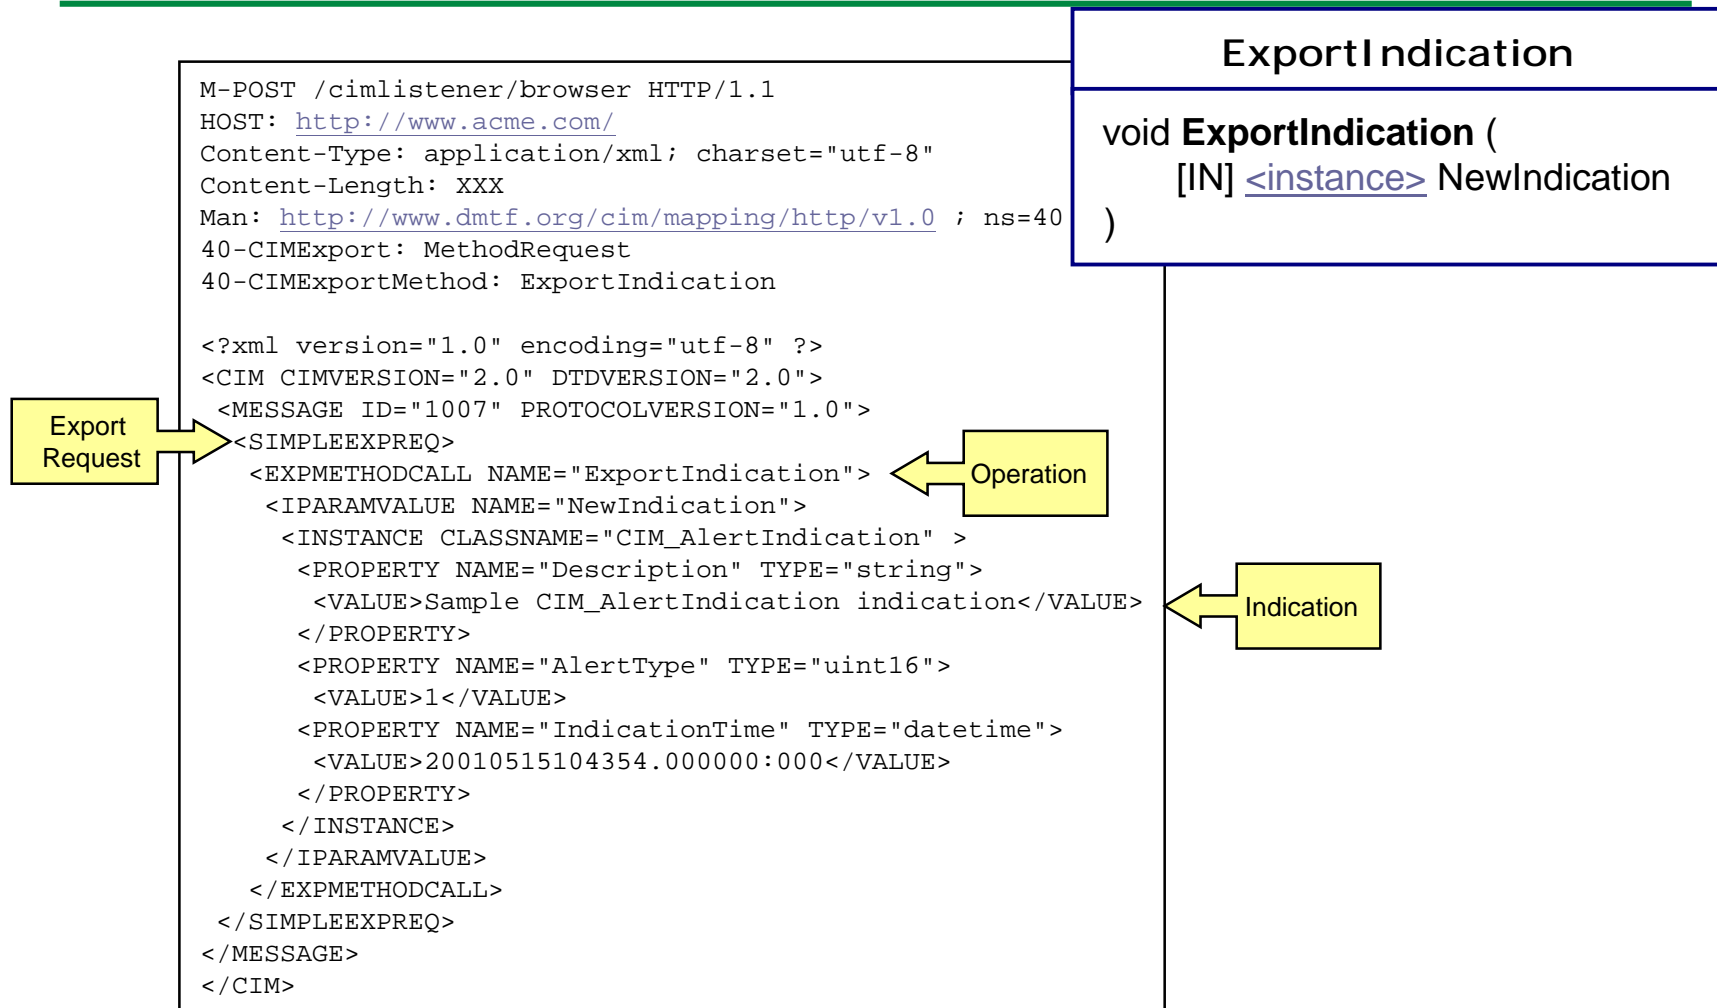 ExportIndication
void ExportIndication (
[IN] <instance> NewIndication
)
M-POST /cimlistener/browser HTTP/1.1
HOST: http://www.acme.com/
Content-Type: application/xml; charset="utf-8"
Content-Length: XXX
Man: http://www.dmtf.org/cim/mapping/http/v1.0 ; ns=40
40-CIMExport: MethodRequest
40-CIMExportMethod: ExportIndication
<?xml version="1.0" encoding="utf-8" ?>
<CIM CIMVERSION="2.0" DTDVERSION="2.0">
<MESSAGE ID="1007" PROTOCOLVERSION="1.0">
<SIMPLEEXPREQ>
<EXPMETHODCALL NAME="ExportIndication">
<IPARAMVALUE NAME="NewIndication">
<INSTANCE CLASSNAME="CIM_AlertIndication" >
<PROPERTY NAME="Description" TYPE="string">
<VALUE>Sample CIM_AlertIndication indication</VALUE>
</PROPERTY>
<PROPERTY NAME="AlertType" TYPE="uint16">
<VALUE>1</VALUE>
<PROPERTY NAME="IndicationTime" TYPE="datetime">
<VALUE>20010515104354.000000:000</VALUE>
</PROPERTY>
</INSTANCE>
</IPARAMVALUE>
</EXPMETHODCALL>
</SIMPLEEXPREQ>
</MESSAGE>
</CIM>
Export
Request
Operation
Indication